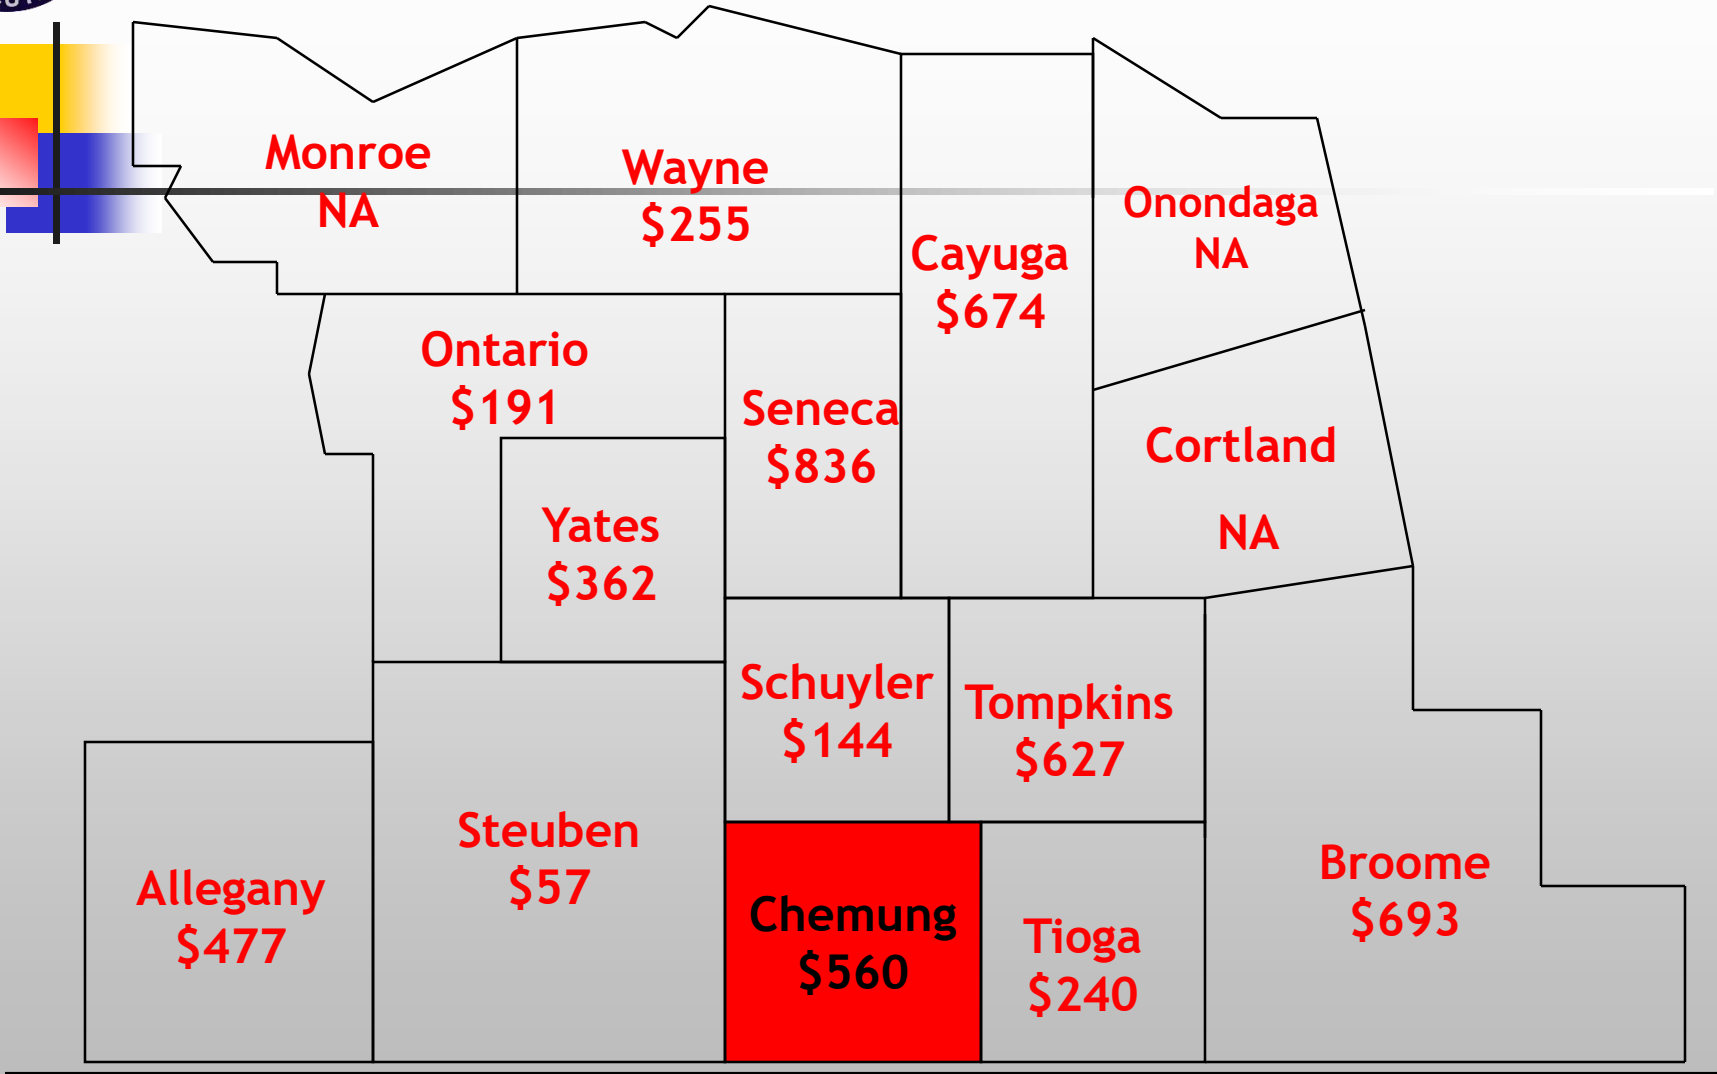 Monroe
NA
Wayne
$255
Cayuga
$674
Onondaga
NA
Ontario
$191
Seneca
$836
Cortland
NA
Yates
$362
Schuyler
$144
Tompkins
$627
Steuben
$57
Allegany
$477
Chemung
$560
Tioga
$240
Broome
$693